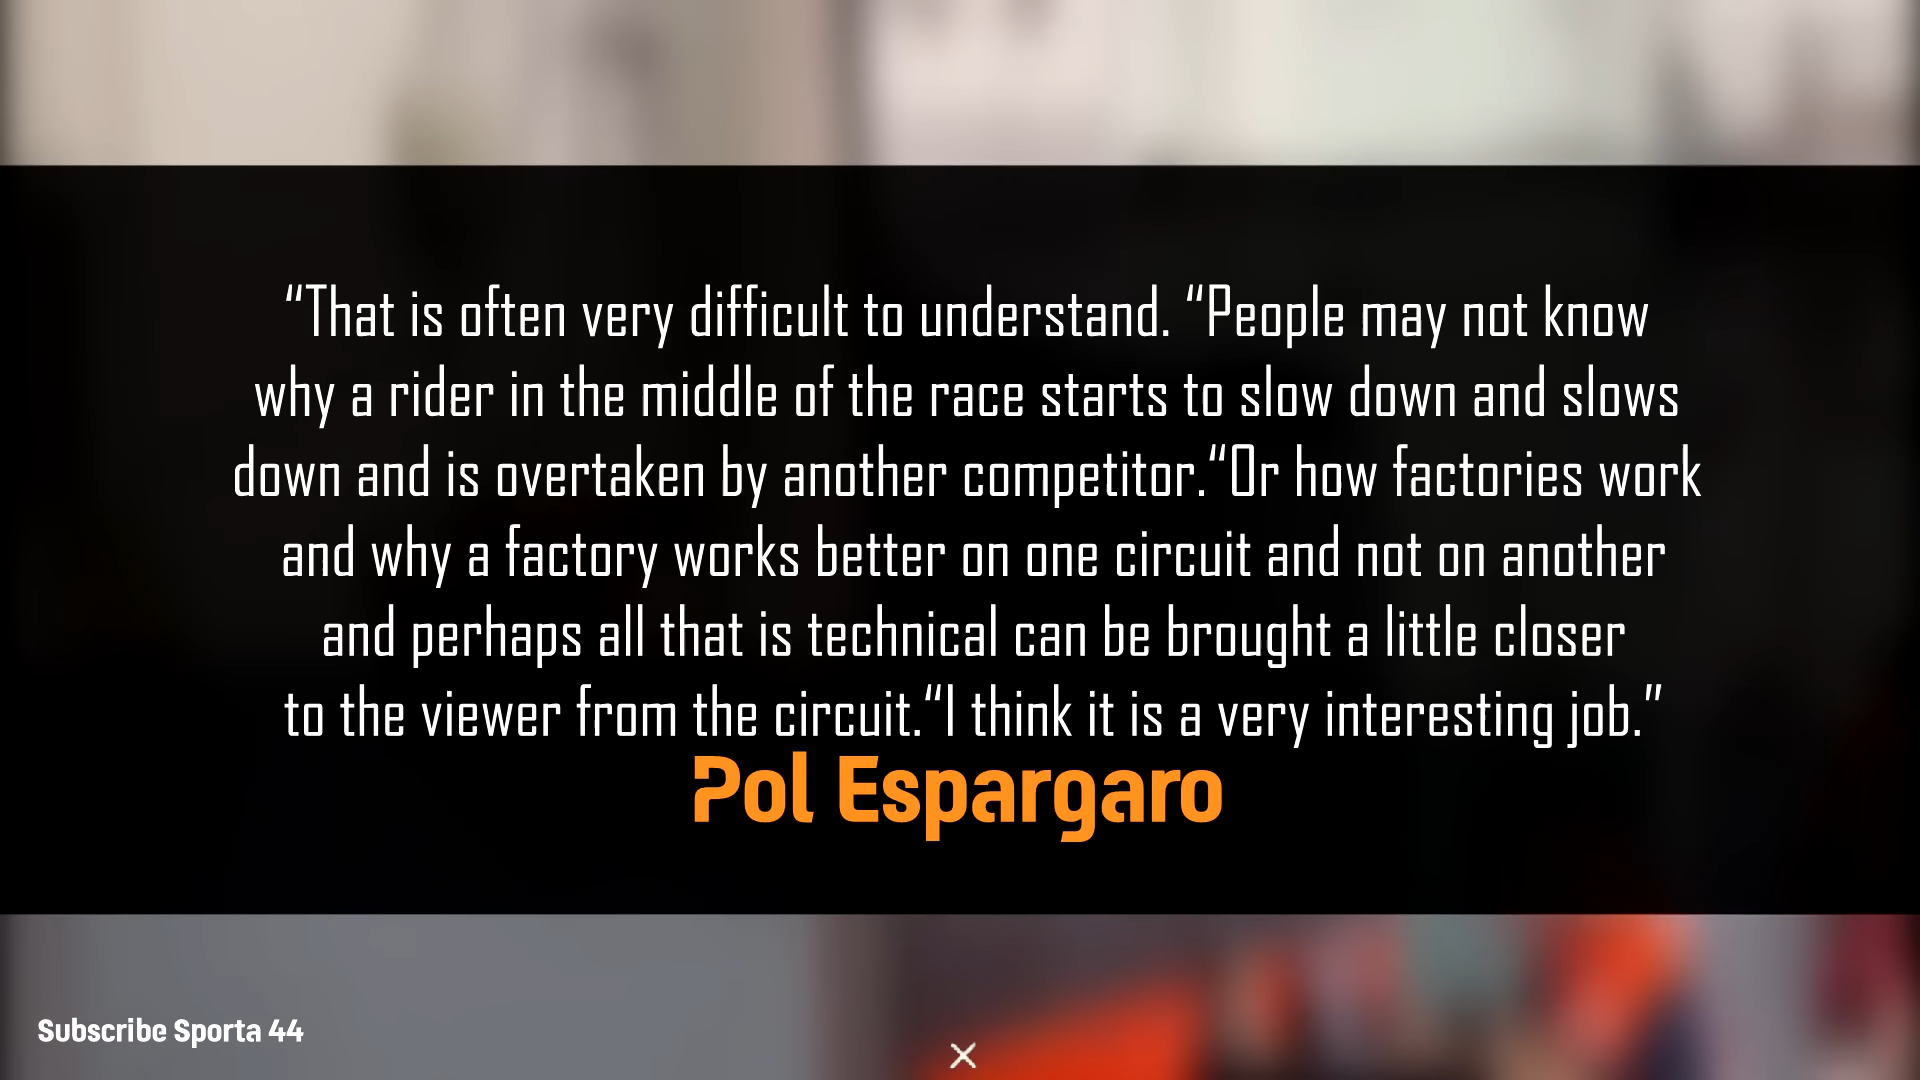 “That is often very difficult to understand. “People may not know
why a rider in the middle of the race starts to slow down and slows
down and is overtaken by another competitor.“Or how factories work
and why a factory works better on one circuit and not on another
and perhaps all that is technical can be brought a little closer
to the viewer from the circuit.“I think it is a very interesting job.”
Pol Espargaro
Subscribe Sporta 44